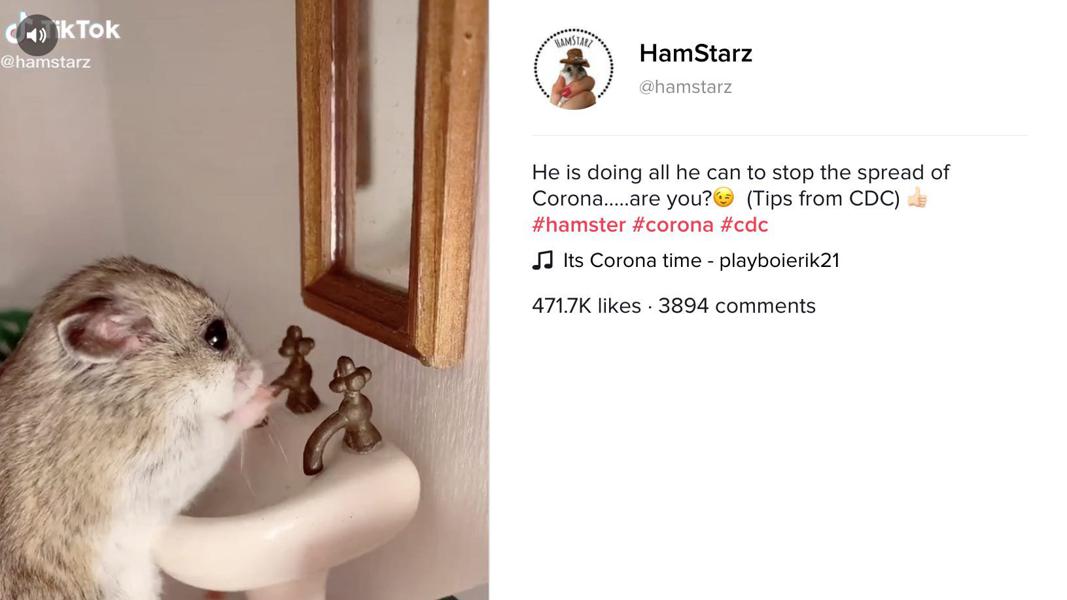 TikTok
@hamstarz
HAMSTARZ
HamStarz
@hamstarz
He is doing all he can to stop the spread of
Corona.....are you?😉 (Tips from CDC) 👍🏻
#hamster #corona #cdc
Its Corona time - playboierik21
471.7K likes · 3894 comments